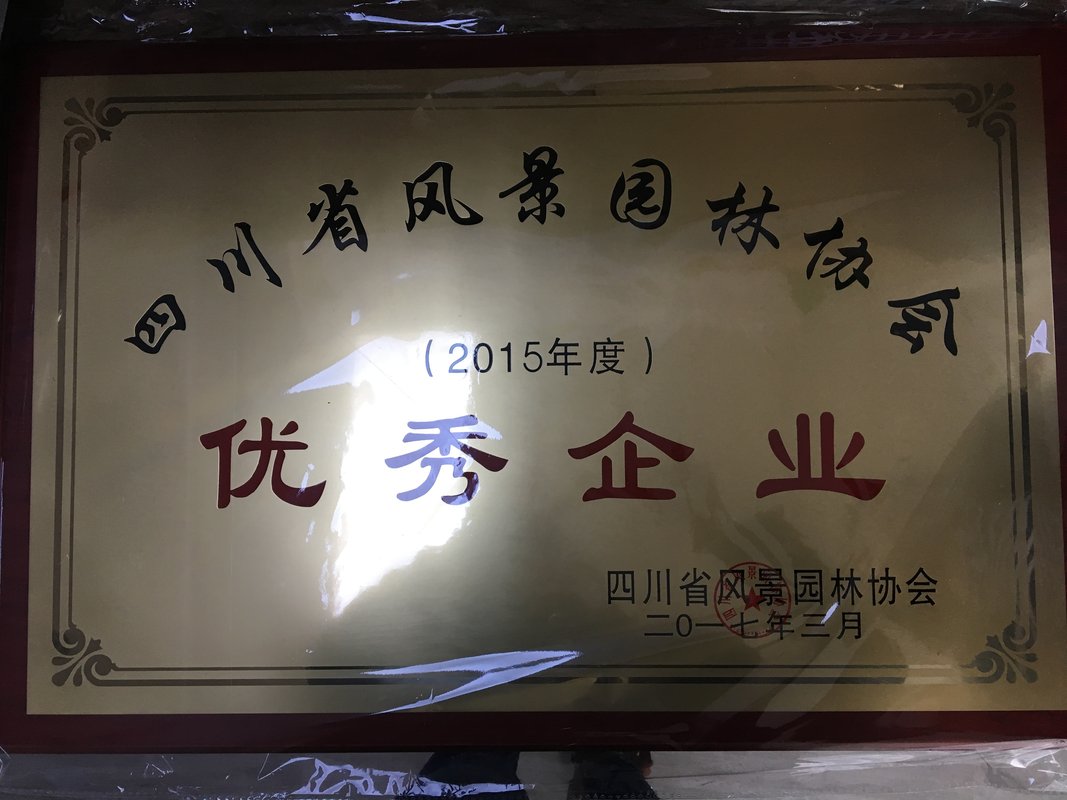 四川省风景园林协会
（2015年度）
优秀企业
四川省风景园林协会
二0一七年三月